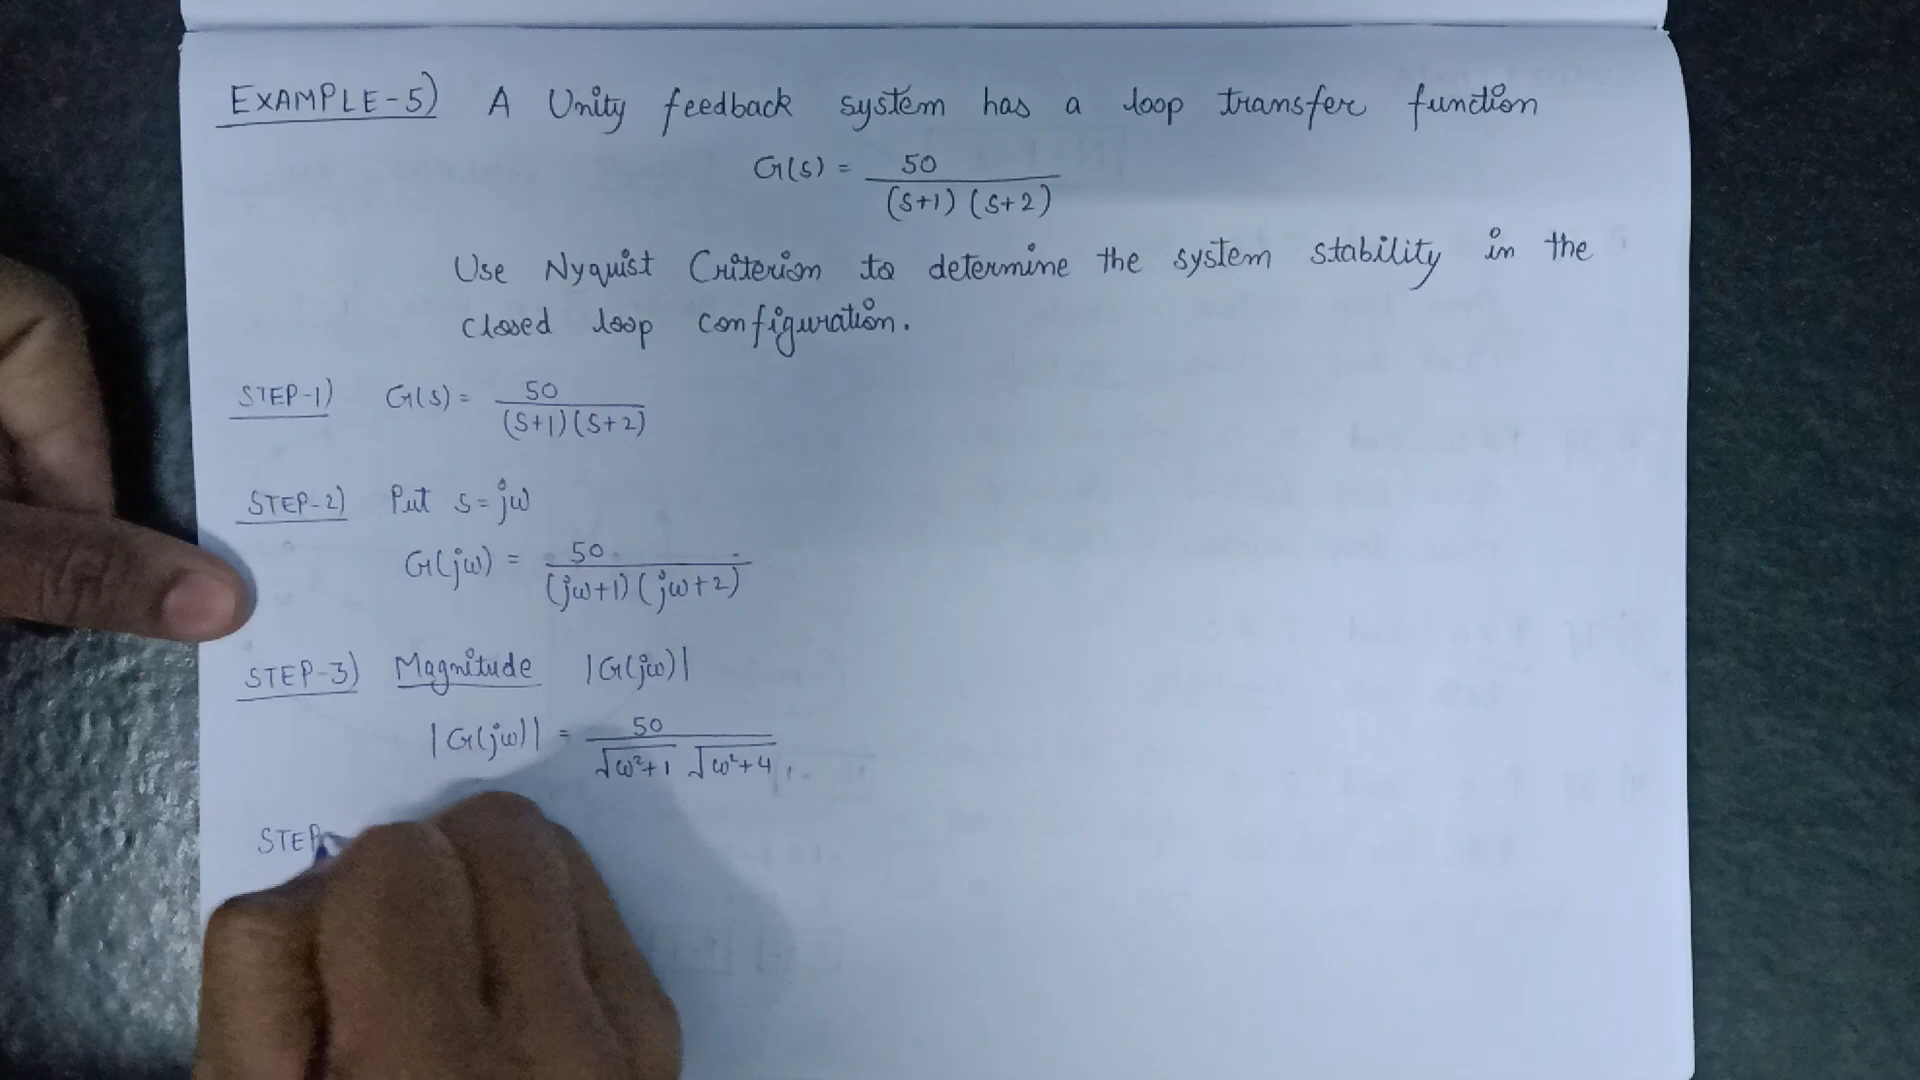 EXAMPLE-5) A Unity feedback system has a loop transfer function
G(s) = 50 / (s+1) (s+2)
Use Nyquist Criterion to determine the system stability in the
closed loop configuration.
STEP-1) G(s) = 50 / (s+1)(s+2)
STEP-2) Put s = jω
G(jω) = 50 / (jω+1) (jω+2)
STEP-3) Magnitude |G(jω)|
|G(jω)| = 50 / √ω²+1 √ω²+4
STEP